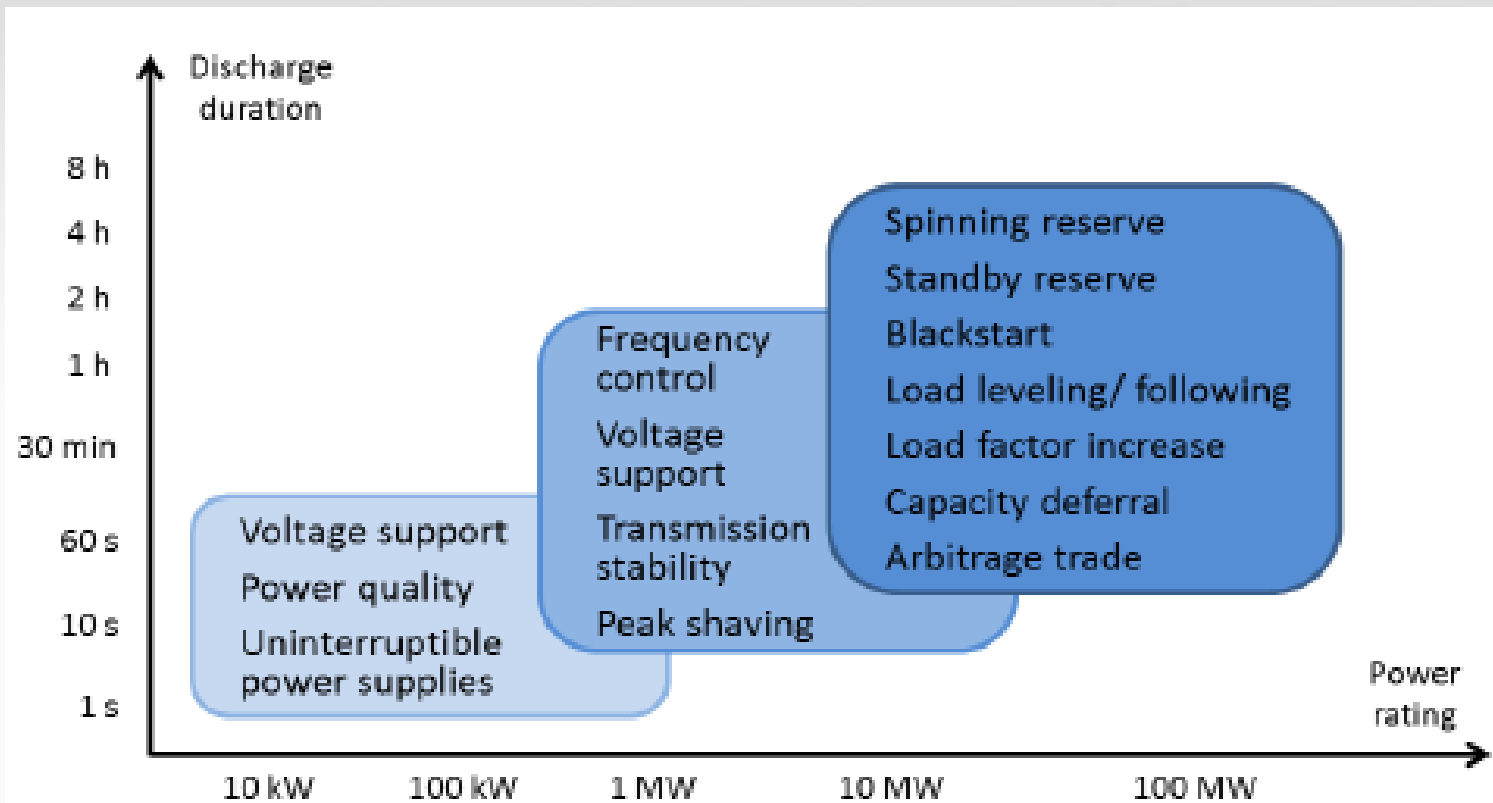 Discharge
duration
8 h
4 h
2 h
1 h
30 min
60 s
10 s
1 s
Voltage support
Power quality
Uninterruptible
power supplies
Frequency
control
Voltage
support
Transmission
stability
Peak shaving
Spinning reserve
Standby reserve
Blackstart
Load leveling/ following
Load factor increase
Capacity deferral
Arbitrage trade
Power
rating
10 kW
100 kW
1 MW
10 MW
100 MW